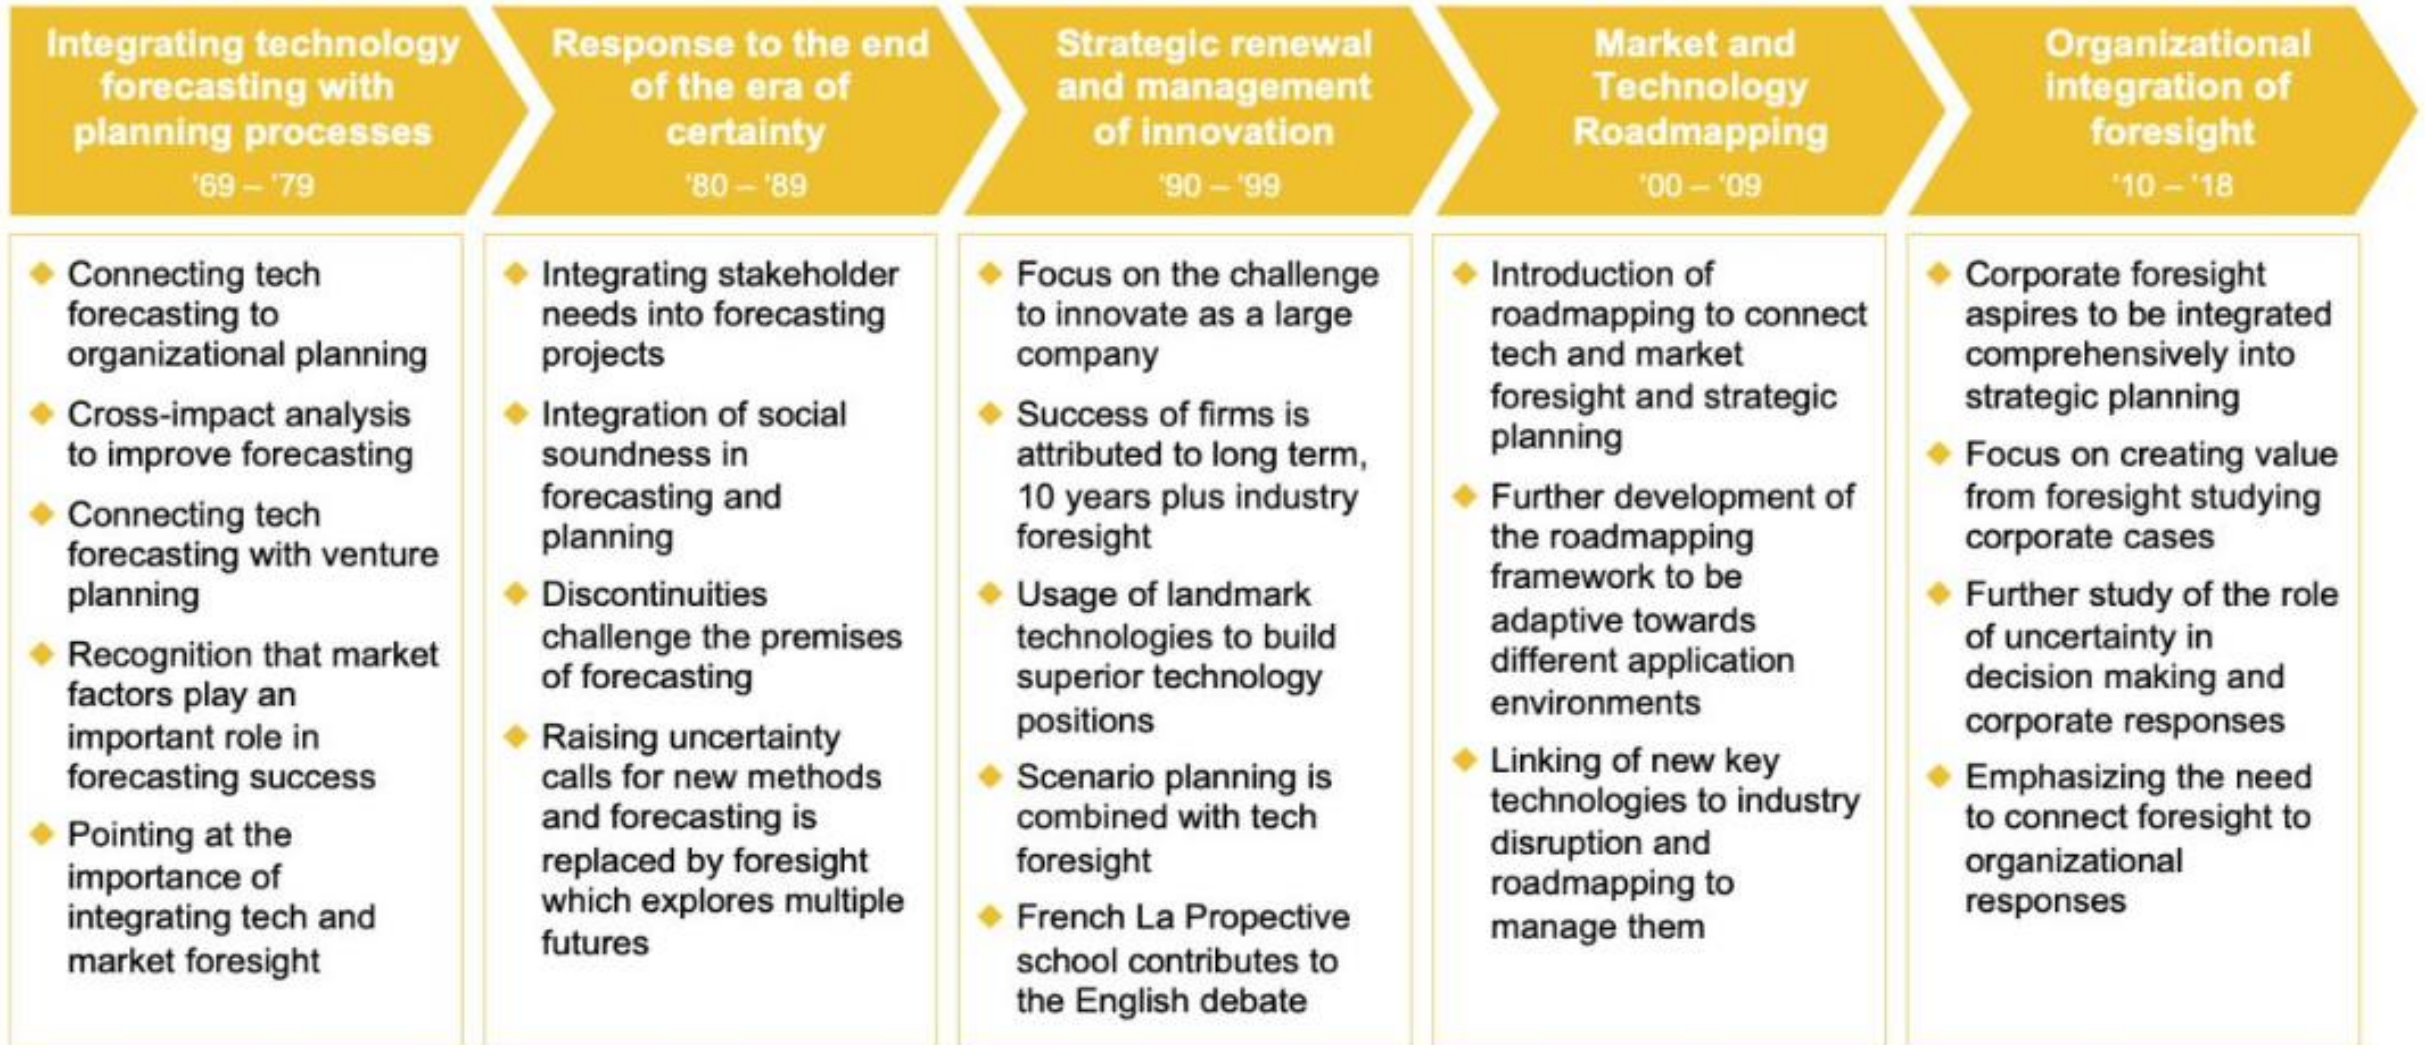 Integrating technology
forecasting with
planning processes
'69 – '79
Connecting tech
forecasting to
organizational planning
Cross-impact analysis
to improve forecasting
Connecting tech
forecasting with venture
planning
Recognition that market
factors play an
important role in
forecasting success
Pointing at the
importance of
integrating tech and
market foresight
Response to the end
of the era of
certainty
'80 – '89
Integrating stakeholder
needs into forecasting
projects
Integration of social
soundness in
forecasting and
planning
Discontinuities
challenge the premises
of forecasting
Raising uncertainty
calls for new methods
and forecasting is
replaced by foresight
which explores multiple
futures
Strategic renewal
and management
of innovation
'90 – '99
Focus on the challenge
to innovate as a large
company
Success of firms is
attributed to long term,
10 years plus industry
foresight
Usage of landmark
technologies to build
superior technology
positions
Scenario planning is
combined with tech
foresight
French La Propective
school contributes to
the English debate
Market and
Technology
Roadmapping
'00 – '09
Introduction of
roadmapping to connect
tech and market
foresight and strategic
planning
Further development of
the roadmapping
framework to be
adaptive towards
different application
environments
Linking of new key
technologies to industry
disruption and
roadmapping to
manage them
Organizational
integration of
foresight
'10 – '18
Corporate foresight
aspires to be integrated
comprehensively into
strategic planning
Focus on creating value
from foresight studying
corporate cases
Further study of the role
of uncertainty in
decision making and
corporate responses
Emphasizing the need
to connect foresight to
organizational
responses